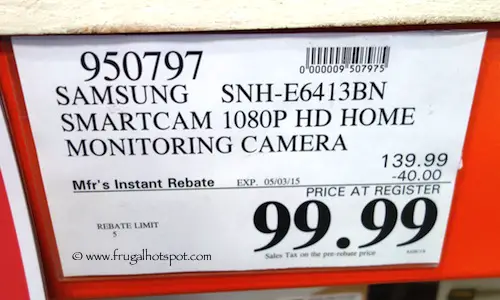 950797
0000009507975
SAMSUNG SNH-E6413BN
SMARTCAM 1080P HD HOME
MONITORING CAMERA
139.99
Mfr's Instant Rebate EXP. 05/03/15 -40.00
PRICE AT REGISTER
REBATE LIMIT
5
99.99
Sales Tax on the pre-rebate price
© www.frugalhotspot.com